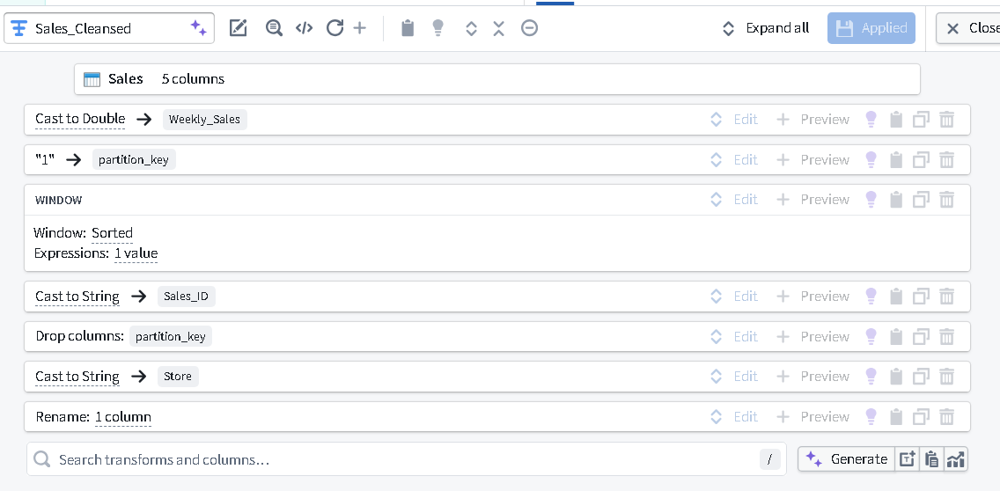 Sales_Cleansed
Expand all
Applied
Close
Sales 5 columns
Cast to Double → Weekly_Sales Edit Preview
"1" → partition_key Edit Preview
WINDOW Edit Preview
Window: Sorted
Expressions: 1 value
Cast to String → Sales_ID Edit Preview
Drop columns: partition_key Edit Preview
Cast to String → Store Edit Preview
Rename: 1 column Edit Preview
Search transforms and columns... / Generate